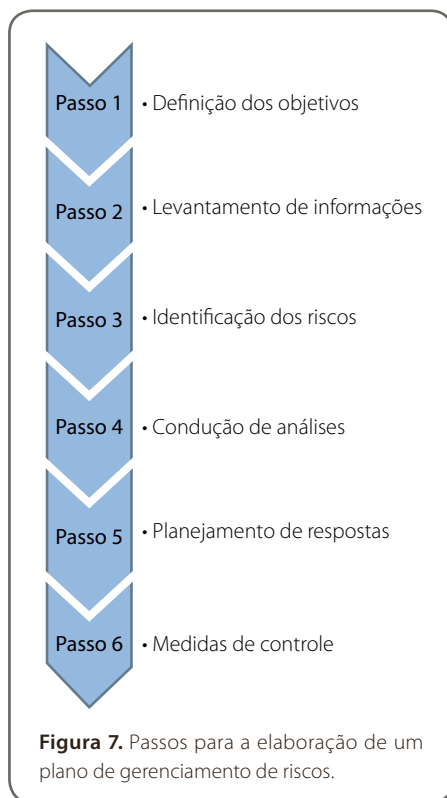 Passo 1 • Definição dos objetivos
Passo 2 • Levantamento de informações
Passo 3 • Identificação dos riscos
Passo 4 • Condução de análises
Passo 5 • Planejamento de respostas
Passo 6 • Medidas de controle
Figura 7. Passos para a elaboração de um
plano de gerenciamento de riscos.